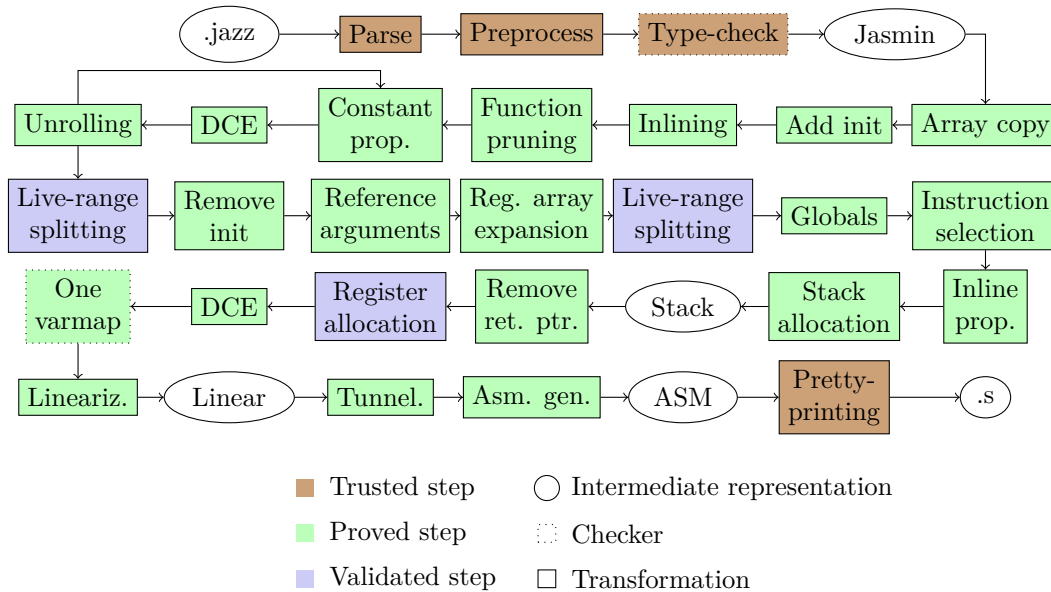 .jazz
Parse
Preprocess
Type-check
Jasmin
Unrolling
DCE
Constant
prop.
Function
pruning
Inlining
Add init
Array copy
Live-range
splitting
Remove
init
Reference
arguments
Reg. array
expansion
Live-range
splitting
Globals
Instruction
selection
One
varmap
DCE
Register
allocation
Remove
ret. ptr.
Stack
Stack
allocation
Inline
prop.
Lineariz.
Linear
Tunnel.
Asm. gen.
ASM
Pretty-
printing
.s
Trusted step
Intermediate representation
Proved step
Checker
Validated step
Transformation